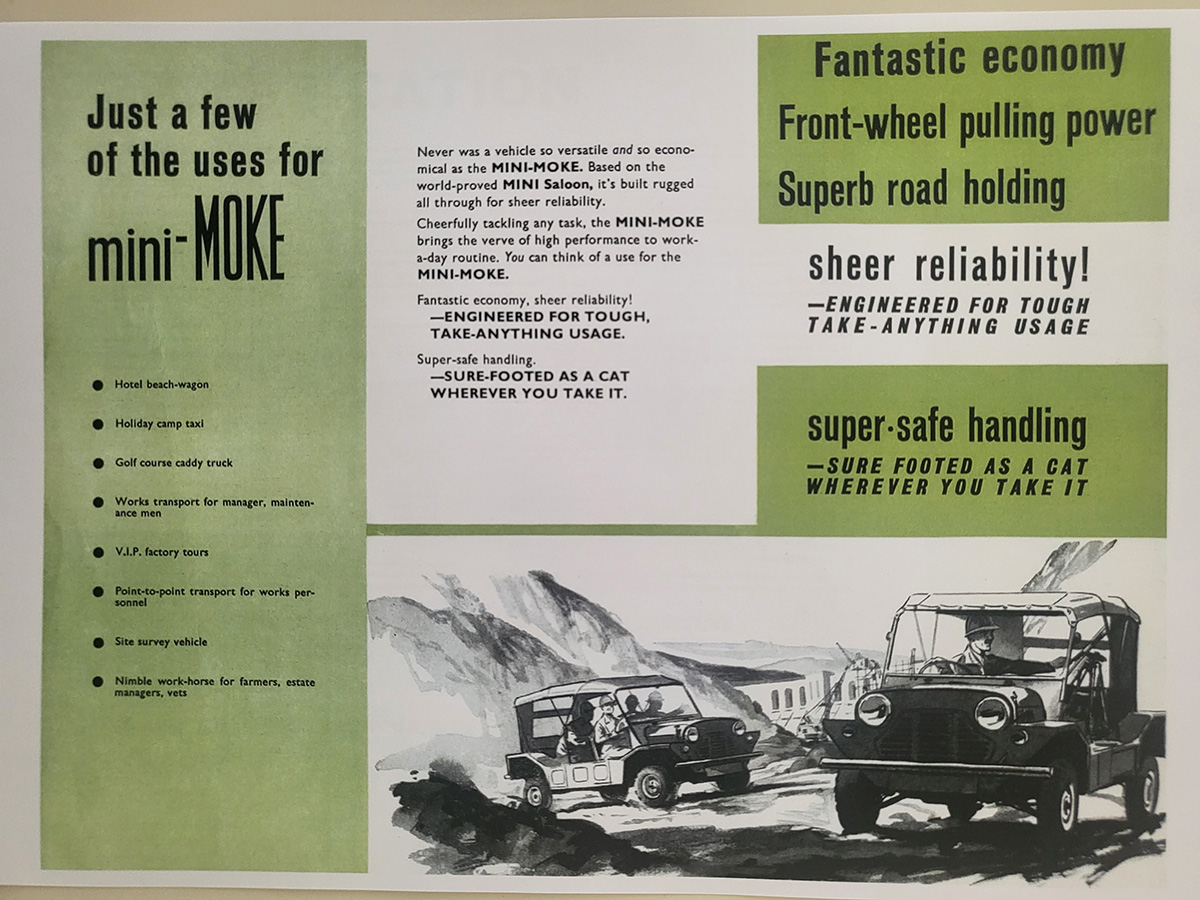 Just a few
of the uses for
mini-MOKE
● Hotel beach-wagon
● Holiday camp taxi
● Golf course caddy truck
● Works transport for manager, mainten-
ance men
● V.I.P. factory tours
● Point-to-point transport for works per-
sonnel
● Site survey vehicle
● Nimble work-horse for farmers, estate
managers, vets
Never was a vehicle so versatile and so econo-
mical as the MINI-MOKE. Based on the
world-proved MINI Saloon, it's built rugged
all through for sheer reliability.
Cheerfully tackling any task, the MINI-MOKE
brings the verve of high performance to work-
a-day routine. You can think of a use for the
MINI-MOKE.
Fantastic economy, sheer reliability!
—ENGINEERED FOR TOUGH,
TAKE-ANYTHING USAGE.
Super-safe handling.
—SURE-FOOTED AS A CAT
WHEREVER YOU TAKE IT.
Fantastic economy
Front-wheel pulling power
Superb road holding
sheer reliability!
—ENGINEERED FOR TOUGH
TAKE-ANYTHING USAGE
super-safe handling
—SURE FOOTED AS A CAT
WHEREVER YOU TAKE IT